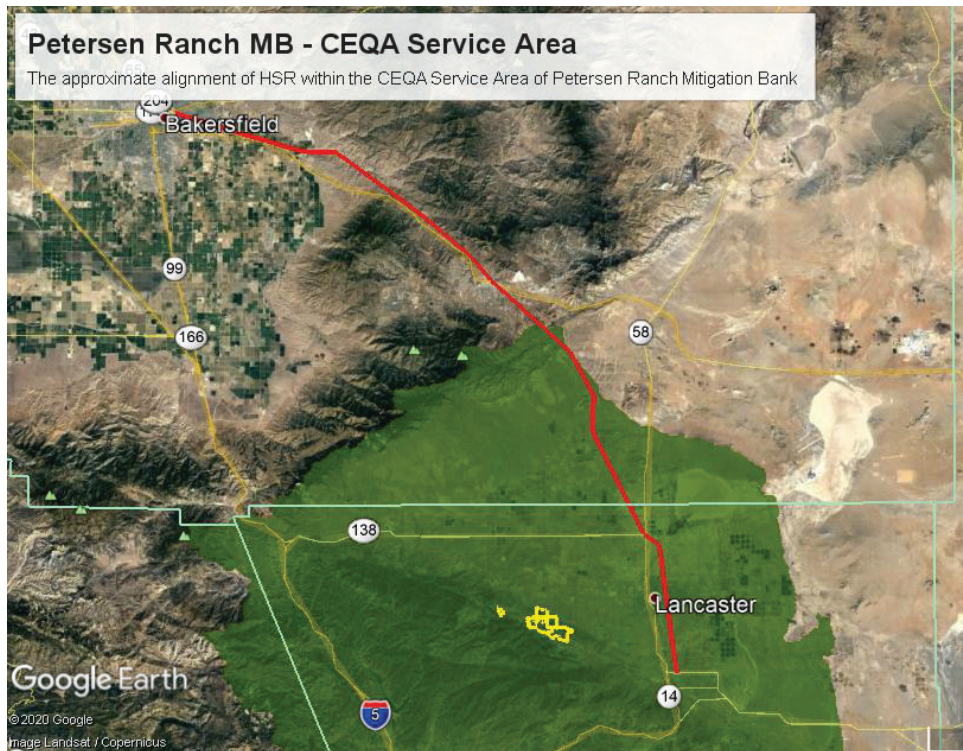 Petersen Ranch MB - CEQA Service Area
The approximate alignment of HSR within the CEQA Service Area of Petersen Ranch Mitigation Bank
204
Bakersfield
99
166
58
138
Lancaster
14
5
Google Earth
© 2020 Google
Image Landsat / Copernicus